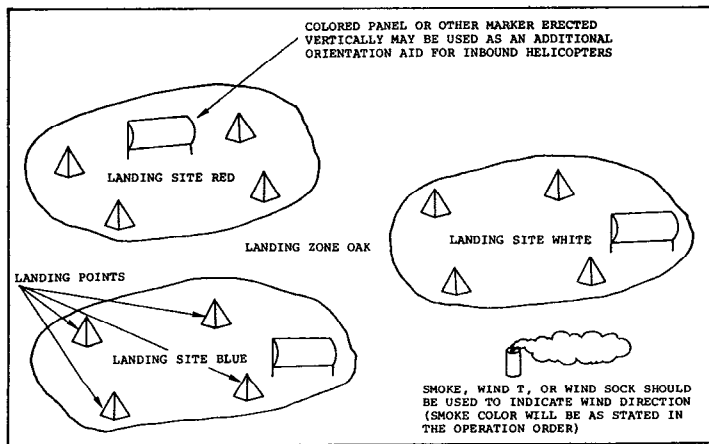 COLORED PANEL OR OTHER MARKER ERECTED
VERTICALLY MAY BE USED AS AN ADDITIONAL
ORIENTATION AID FOR INBOUND HELICOPTERS
LANDING SITE RED
LANDING SITE WHITE
LANDING ZONE OAK
LANDING POINTS
LANDING SITE BLUE
SMOKE, WIND T, OR WIND SOCK SHOULD
BE USED TO INDICATE WIND DIRECTION
(SMOKE COLOR WILL BE AS STATED IN
THE OPERATION ORDER)